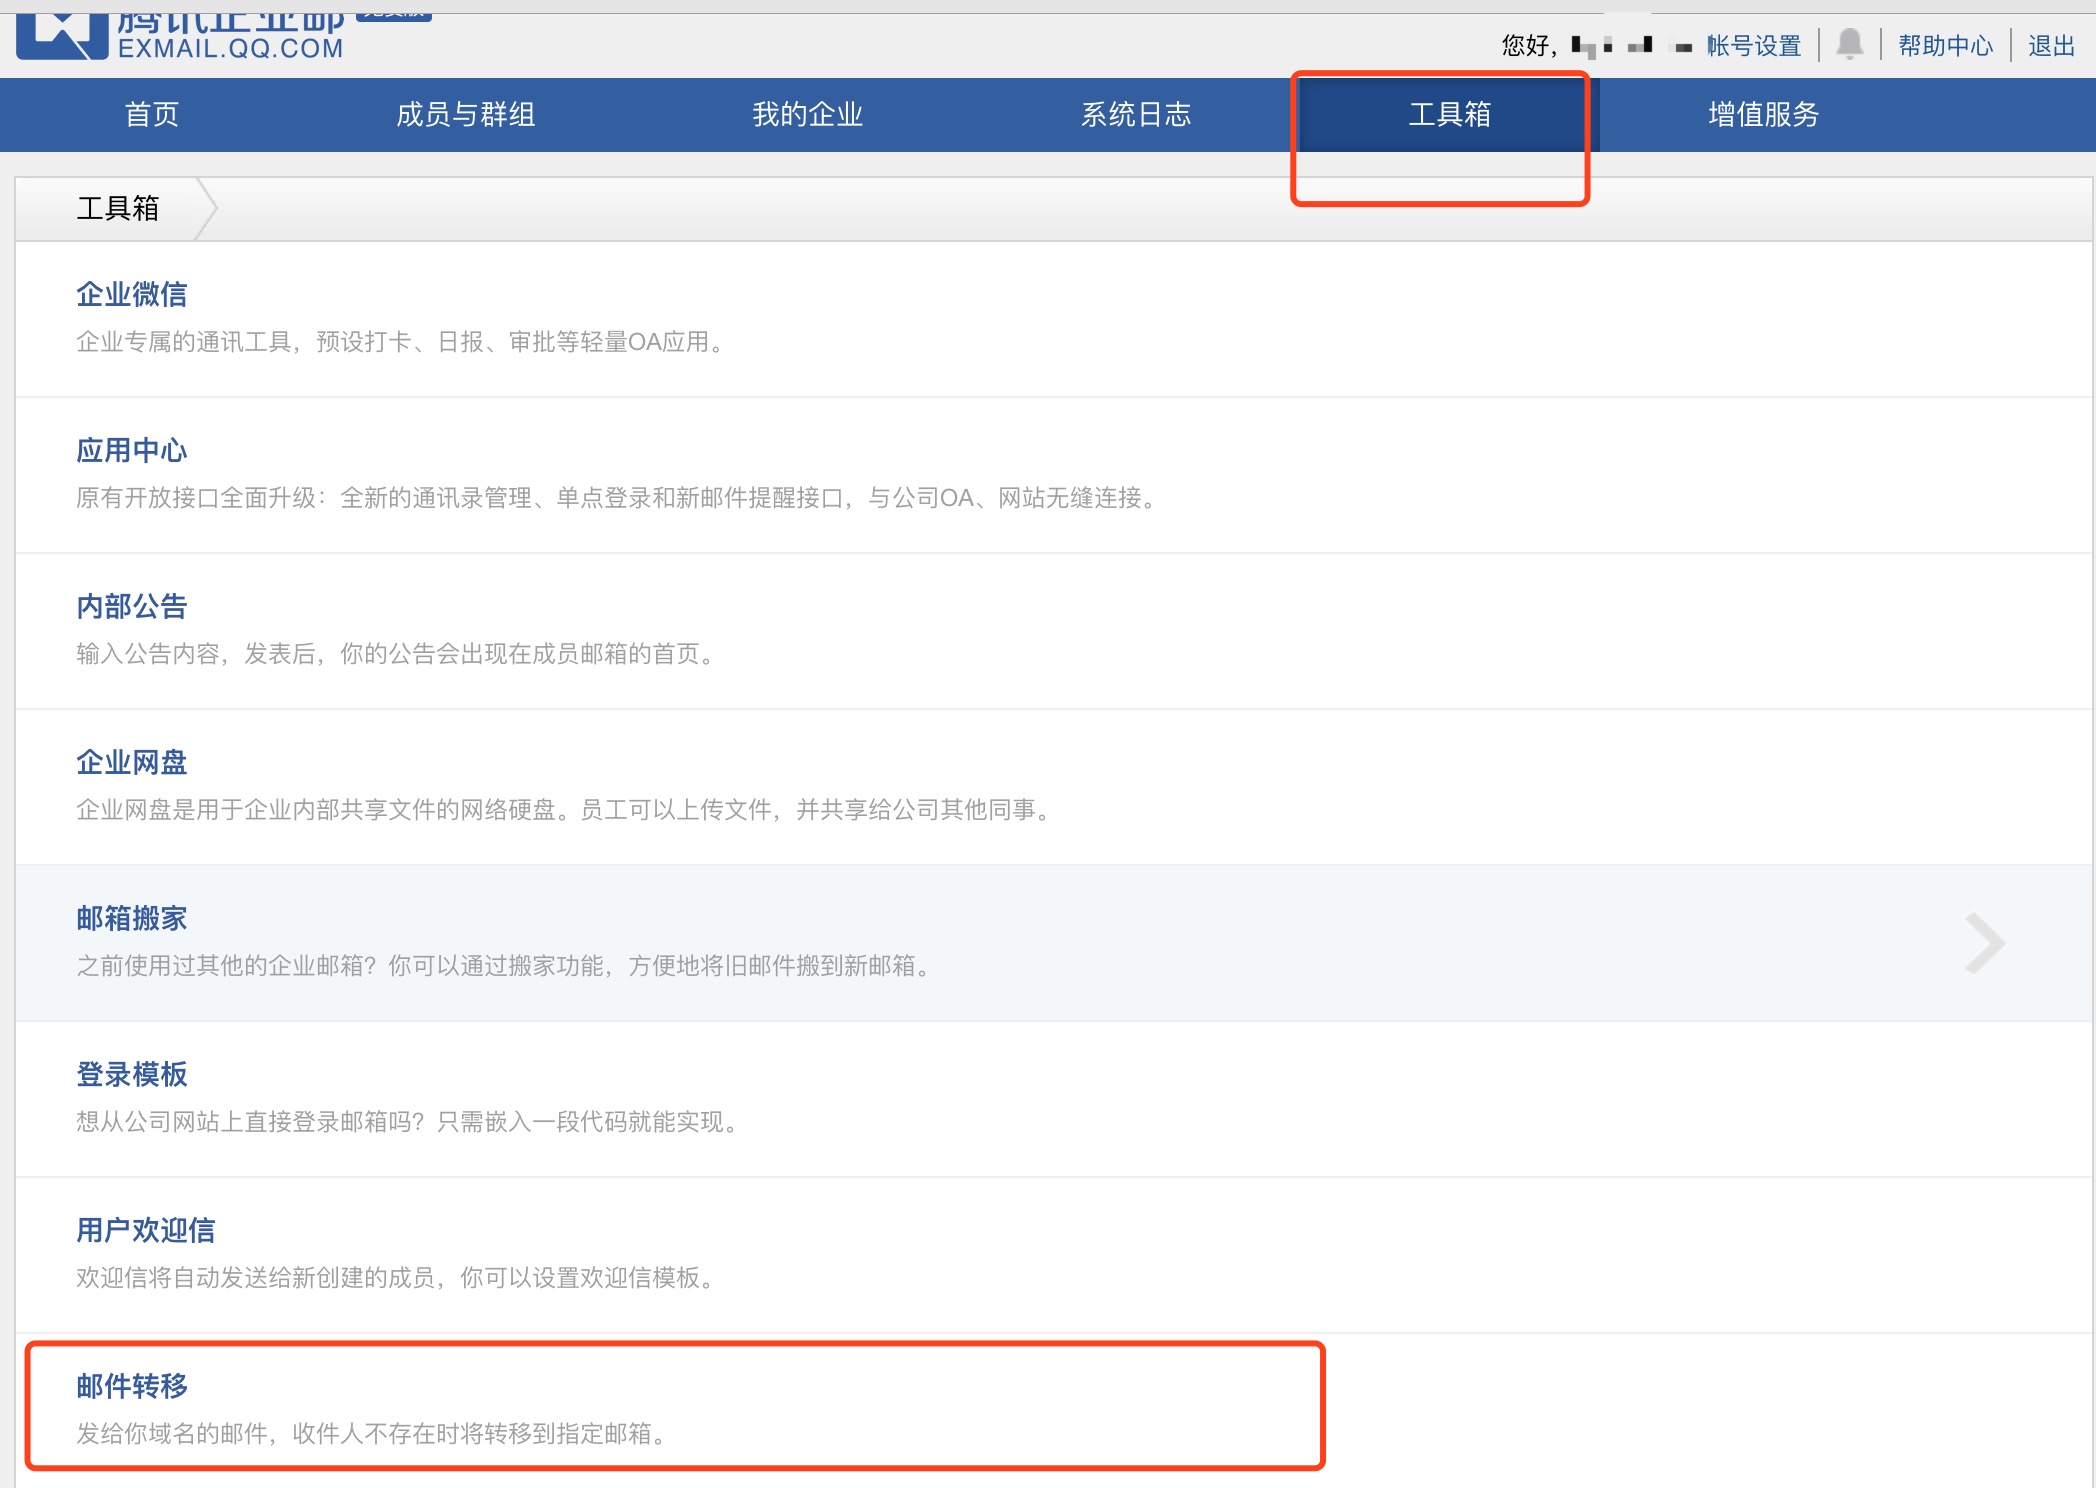 腾讯企业邮
EXMAIL.QQ.COM
您好,
帐号设置
帮助中心
退出
首页
成员与群组
我的企业
系统日志
工具箱
增值服务
工具箱
企业微信
企业专属的通讯工具，预设打卡、日报、审批等轻量OA应用。
应用中心
原有开放接口全面升级：全新的通讯录管理、单点登录和新邮件提醒接口，与公司OA、网站无缝连接。
内部公告
输入公告内容，发表后，你的公告会出现在成员邮箱的首页。
企业网盘
企业网盘是用于企业内部共享文件的网络硬盘。员工可以上传文件，并共享给公司其他同事。
邮箱搬家
之前使用过其他的企业邮箱？你可以通过搬家功能，方便地将旧邮件搬到新邮箱。
登录模板
想从公司网站上直接登录邮箱吗？只需嵌入一段代码就能实现。
用户欢迎信
欢迎信将自动发送给新创建的成员，你可以设置欢迎信模板。
邮件转移
发给你域名的邮件，收件人不存在时将转移到指定邮箱。